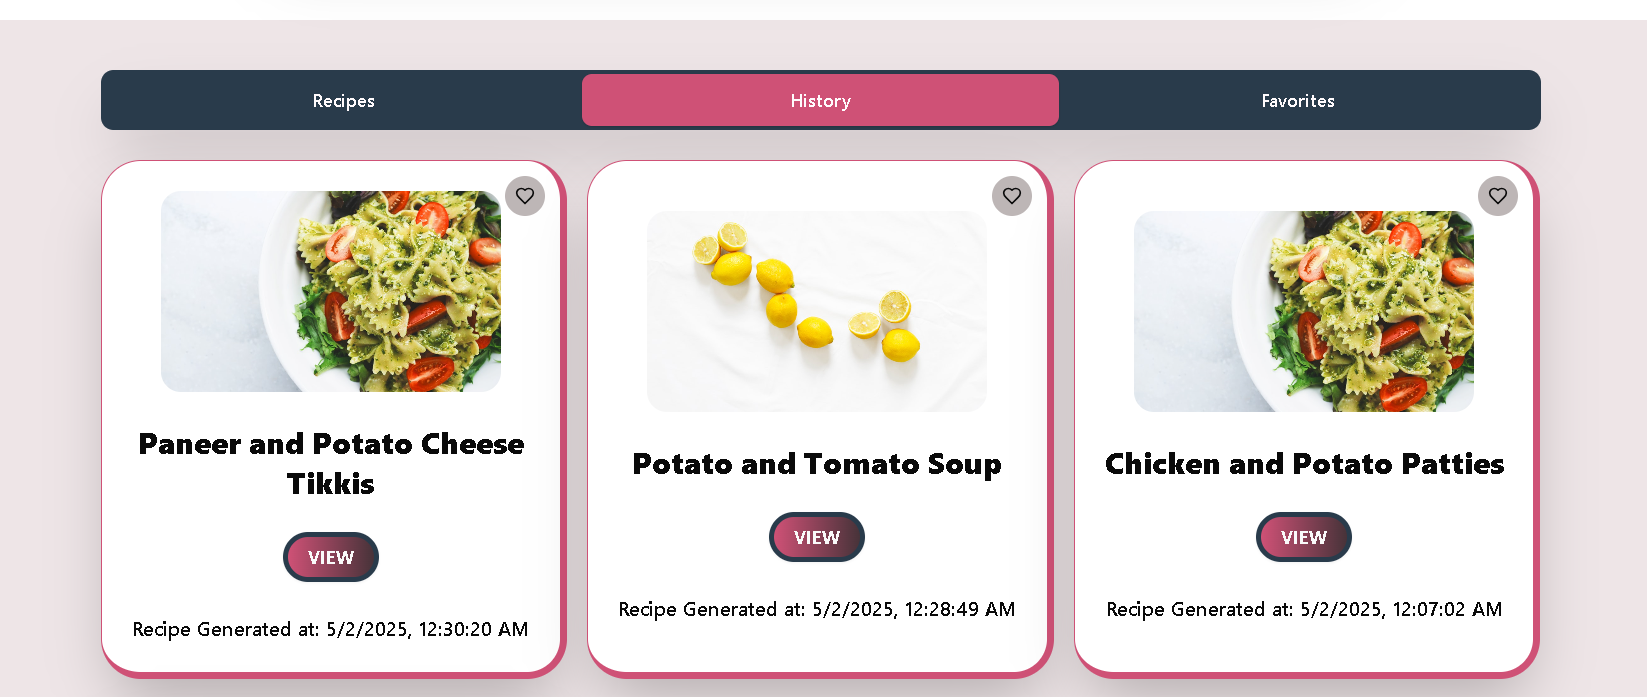 Recipes
History
Favorites
Paneer and Potato Cheese
Tikkis
VIEW
Recipe Generated at: 5/2/2025, 12:30:20 AM
Potato and Tomato Soup
VIEW
Recipe Generated at: 5/2/2025, 12:28:49 AM
Chicken and Potato Patties
VIEW
Recipe Generated at: 5/2/2025, 12:07:02 AM